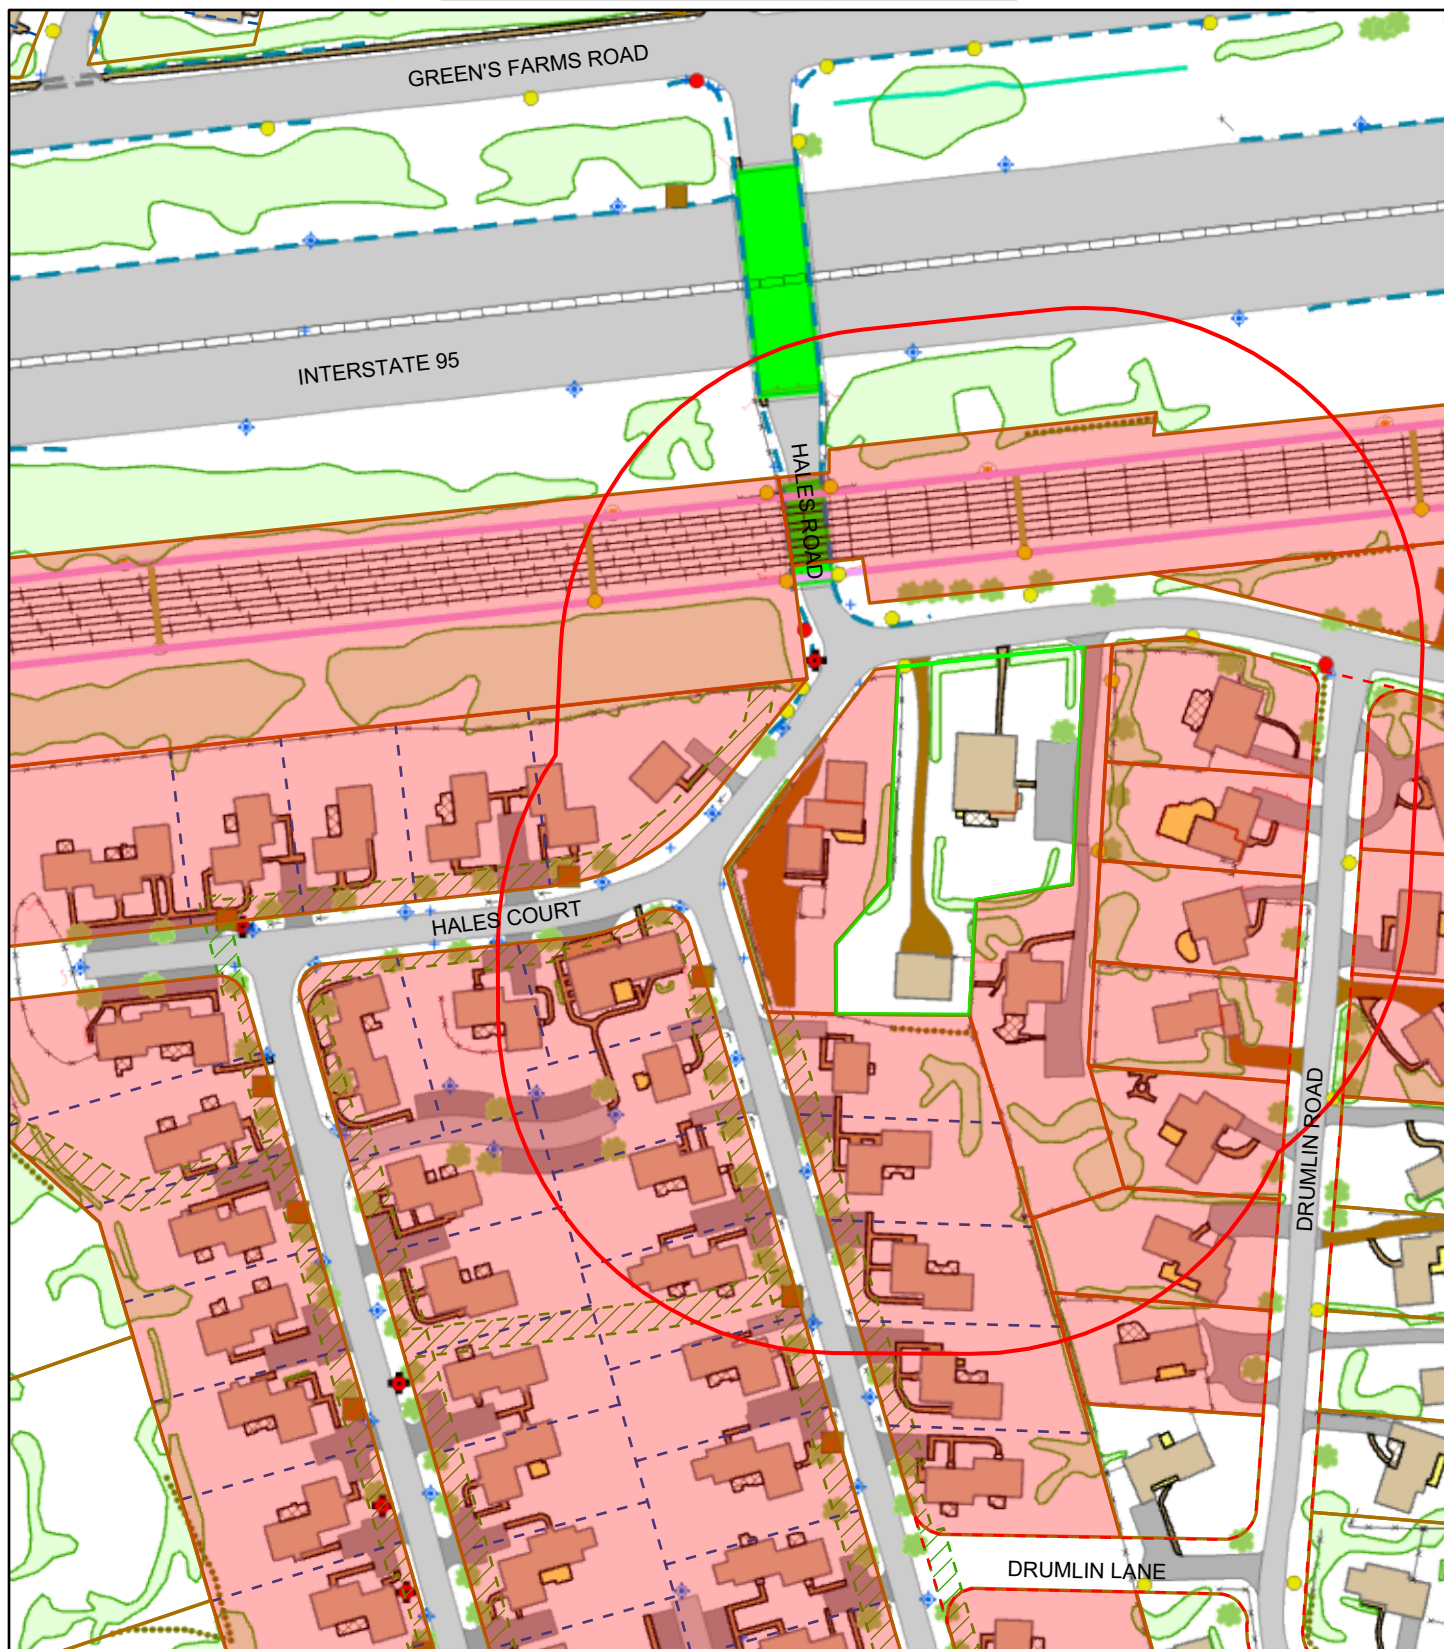 GREEN'S FARMS ROAD
INTERSTATE 95
HALES ROAD
HALES COURT
DRUMLIN ROAD
DRUMLIN LANE